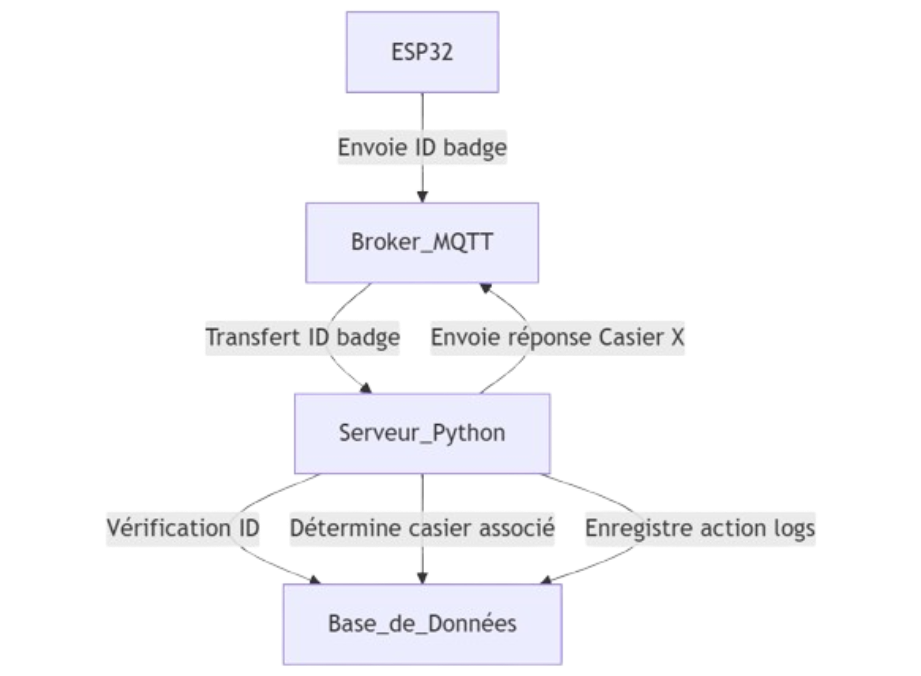 ESP32
Envoie ID badge
Broker_MQTT
Transfert ID badge
Envoie réponse Casier X
Serveur_Python
Vérification ID
Détermine casier associé
Enregistre action logs
Base_de_Données